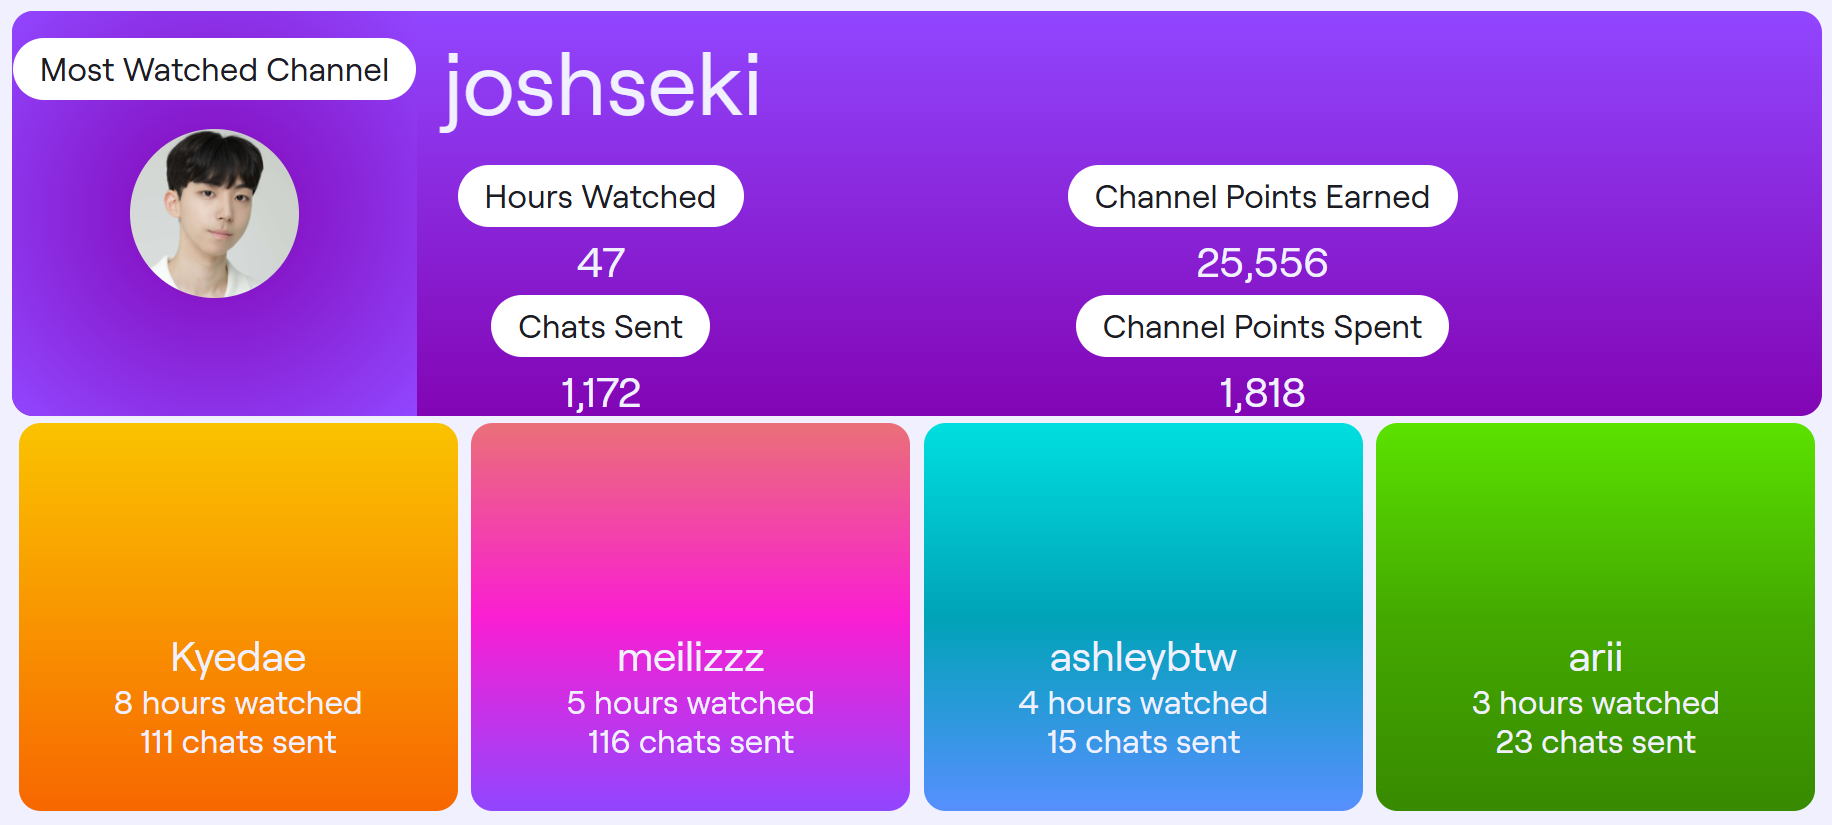 Most Watched Channel
joshseki
Hours Watched
47
Channel Points Earned
25,556
Chats Sent
1,172
Channel Points Spent
1,818
Kyedae
8 hours watched
111 chats sent
meilizzz
5 hours watched
116 chats sent
ashleybtw
4 hours watched
15 chats sent
arii
3 hours watched
23 chats sent